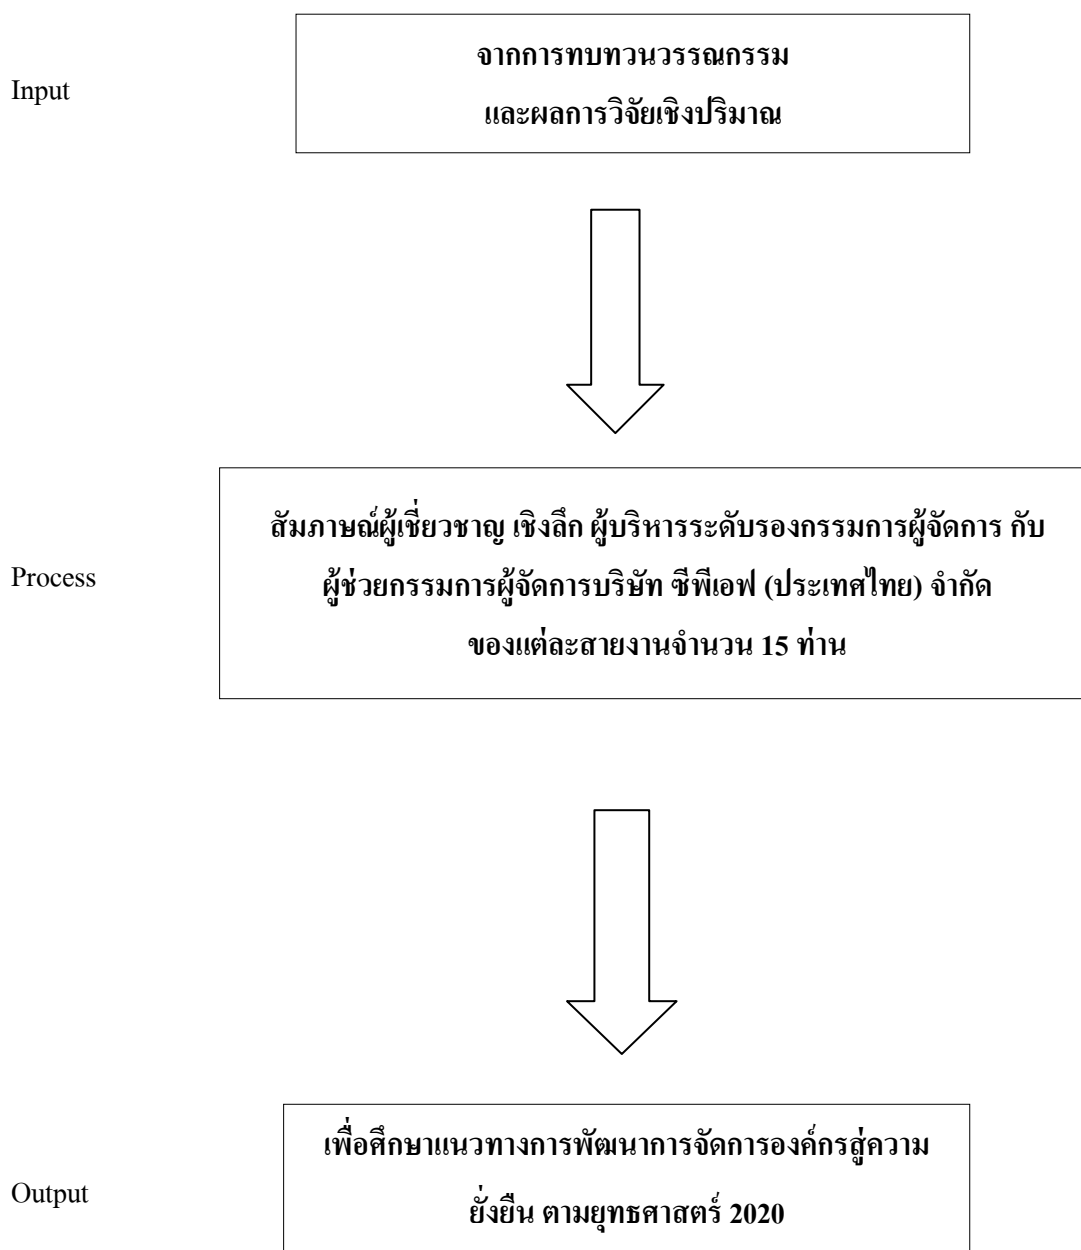 Input
จากการทบทวนวรรณกรรม
และผลการวิจัยเชิงปริมาณ
Process
สัมภาษณ์ผู้เชี่ยวชาญ เชิงลึก ผู้บริหารระดับรองกรรมการผู้จัดการ กับ
ผู้ช่วยกรรมการผู้จัดการบริษัท ซีพีเอฟ (ประเทศไทย) จำกัด
ของแต่ละสายงานจำนวน 15 ท่าน
Output
เพื่อศึกษาแนวทางการพัฒนาการจัดการองค์กรสู่ความ
ยั่งยืน ตามยุทธศาสตร์ 2020